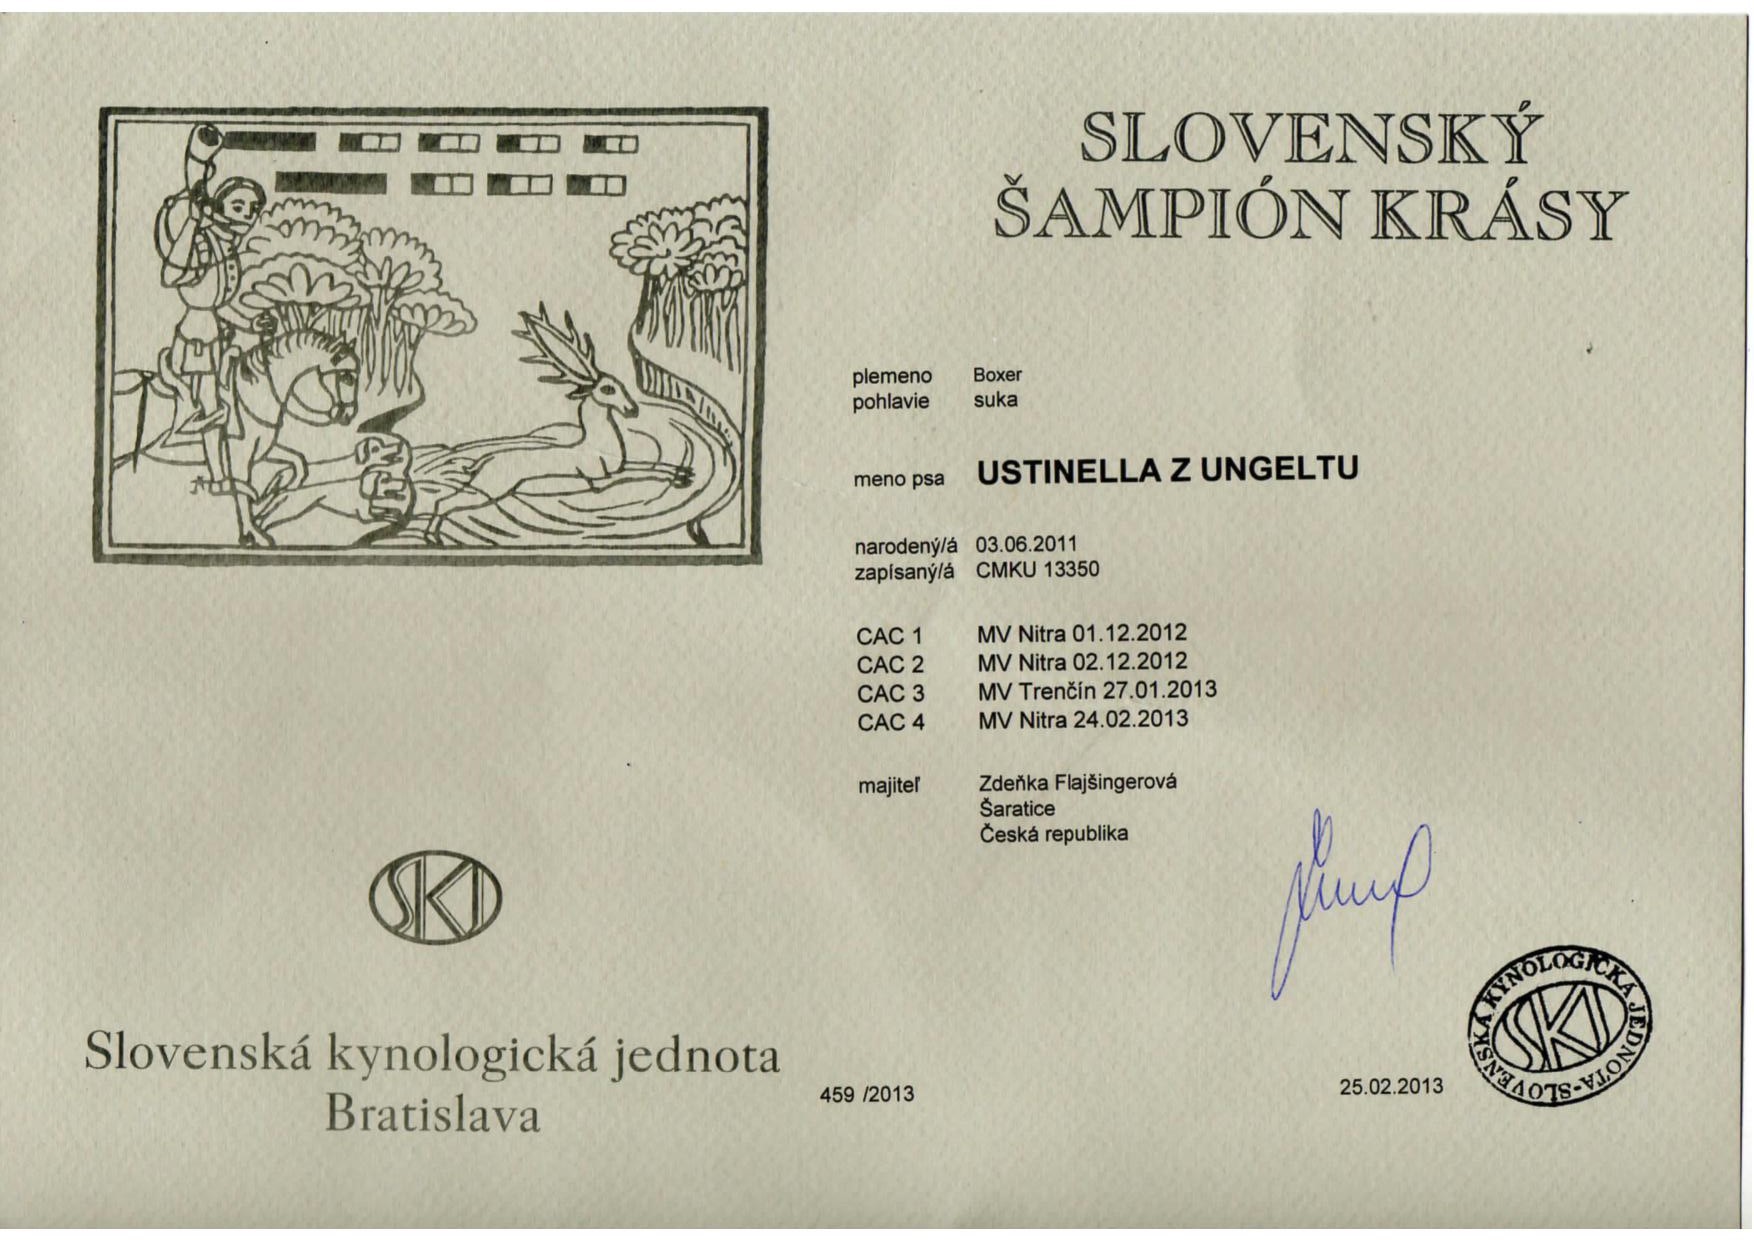 SLOVENSKÝ
ŠAMPIÓN KRÁSY
plemeno Boxer
pohlavie suka
meno psa USTINELLA Z UNGELTU
narodený/á 03.06.2011
zapísaný/á CMKU 13350
CAC 1 MV Nitra 01.12.2012
CAC 2 MV Nitra 02.12.2012
CAC 3 MV Trenčín 27.01.2013
CAC 4 MV Nitra 24.02.2013
majiteľ Zdeňka Flajšingerová
Šaratice
Česká republika
SKJ
Slovenská kynologická jednota
Bratislava
459 /2013
25.02.2013
SLOVENSKÁ KYNOLOGICKÁ JEDNOTA
SKJ